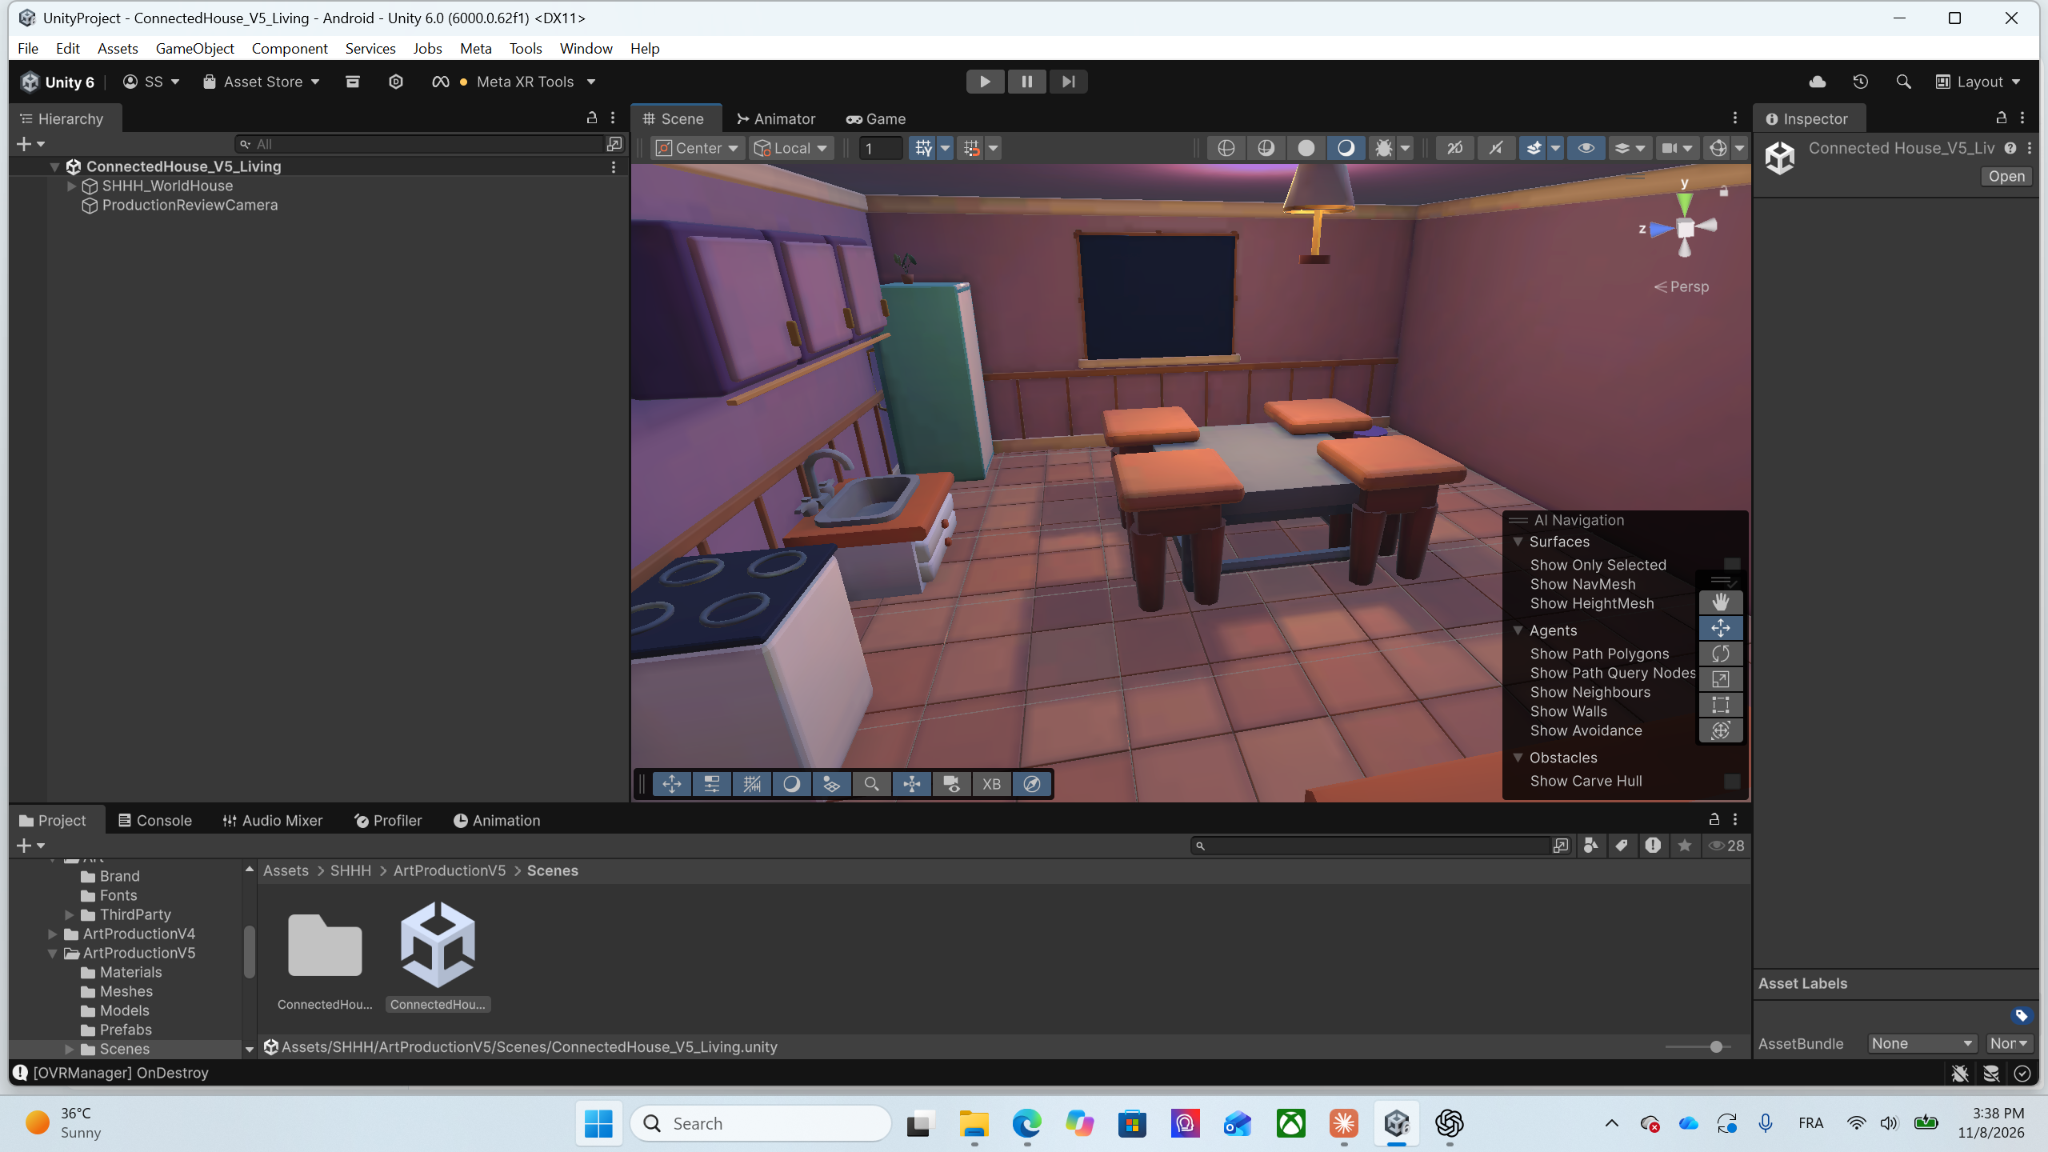 UnityProject - ConnectedHouse_V5_Living - Android - Unity 6.0 (6000.0.62f1) <DX11>
File Edit Assets GameObject Component Services Jobs Meta Tools Window Help
Unity 6 SS Asset Store Meta XR Tools Layout
Hierarchy
All
ConnectedHouse_V5_Living
SHHH_WorldHouse
ProductionReviewCamera
Scene Animator Game
Center Local 1 2D
y
z
Persp
AI Navigation
Surfaces
Show Only Selected
Show NavMesh
Show HeightMesh
Agents
Show Path Polygons
Show Path Query Nodes
Show Neighbours
Show Walls
Show Avoidance
Obstacles
Show Carve Hull
XB
Inspector
Connected House_V5_Liv
Open
Asset Labels
AssetBundle None Nor
Project Console Audio Mixer Profiler Animation
28
Art
Brand
Fonts
ThirdParty
ArtProductionV4
ArtProductionV5
Materials
Meshes
Models
Prefabs
Scenes
Assets > SHHH > ArtProductionV5 > Scenes
ConnectedHou... ConnectedHou...
Assets/SHHH/ArtProductionV5/Scenes/ConnectedHouse_V5_Living.unity
[OVRManager] OnDestroy
36°C
Sunny
Search
FRA
3:38 PM
11/8/2026